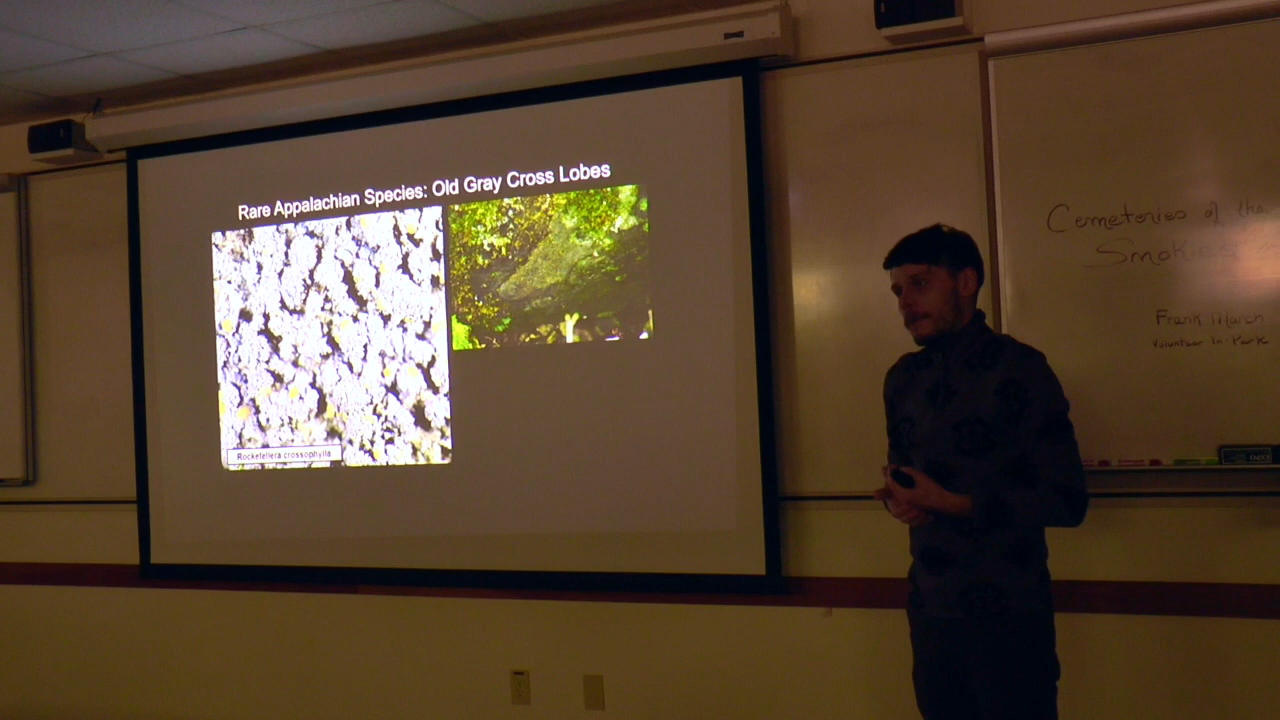 Rare Appalachian Species: Old Gray Cross Lobes
Rockefellera crossophylla
Cemeteries of the
Smokies
Frank March
Volunteer In-Park